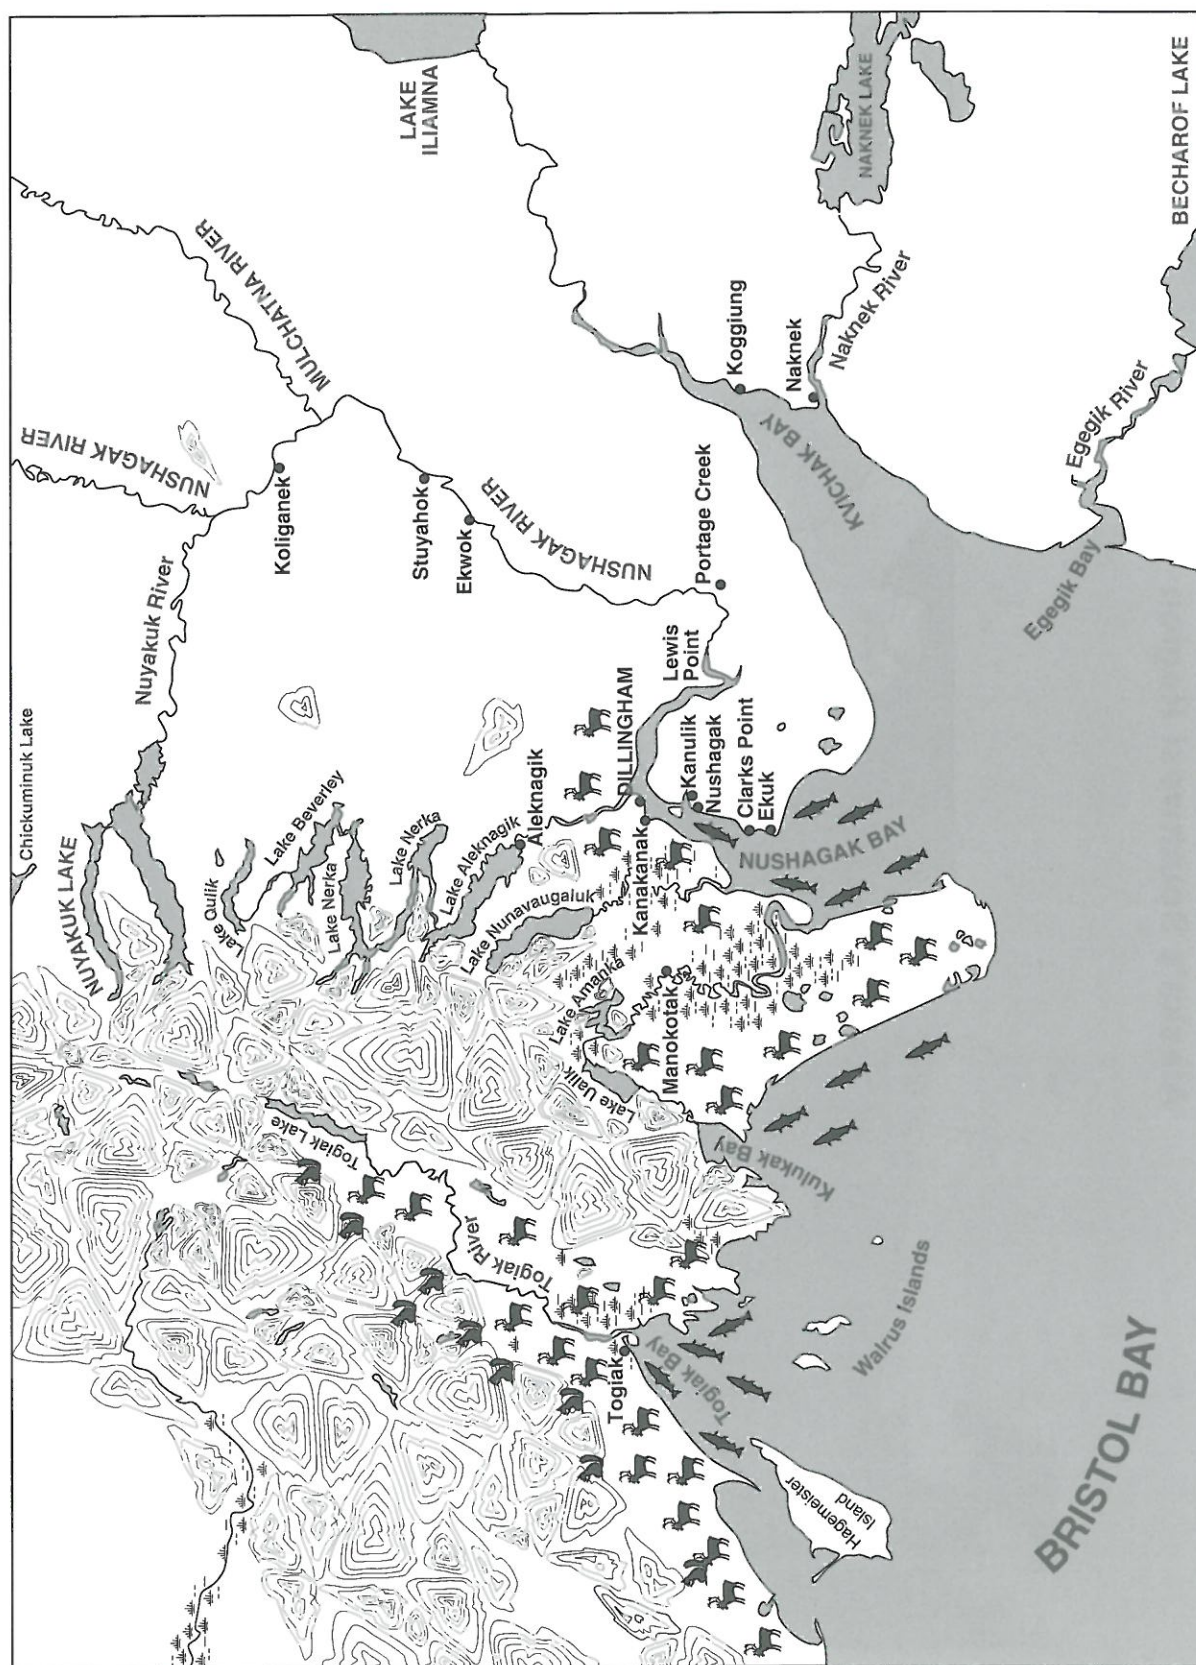 Chickuminuk Lake
NUYAKUK LAKE
Nuyakuk River
NUSHAGAK RIVER
MULCHATNA RIVER
LAKE
ILIAMNA
Koliganek
Stuyahok
Ekwok
NUSHAGAK RIVER
Lake Qulik
Lake Beverley
Lake Nerka
Lake Nerka
Lake Aleknagik
Aleknagik
Lake Nunavaugaluk
Lake Amanka
Lake Ualik
Togiak Lake
Togiak River
Togiak
Togiak Bay
Manokotak
Kanakanak
DILLINGHAM
Lewis
Point
Portage Creek
Kanulik
Nushagak
Clarks Point
Ekuk
NUSHAGAK BAY
Kulukak Bay
KVICHAK BAY
Koggiung
Naknek
Naknek River
NAKNEK LAKE
Egegik River
Egegik Bay
BECHAROF LAKE
Walrus Islands
Hagemeister
Island
BRISTOL BAY